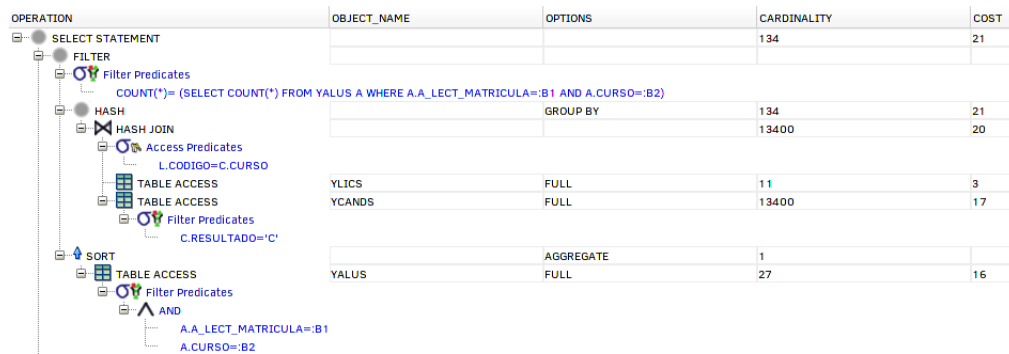 OPERATION OBJECT_NAME OPTIONS CARDINALITY COST
SELECT STATEMENT 134 21
FILTER
Filter Predicates
COUNT(*)= (SELECT COUNT(*) FROM YALUS A WHERE A.A_LECT_MATRICULA=:B1 AND A.CURSO=:B2)
HASH GROUP BY 134 21
HASH JOIN 13400 20
Access Predicates
L.CODIGO=C.CURSO
TABLE ACCESS YLICS FULL 11 3
TABLE ACCESS YCANDS FULL 13400 17
Filter Predicates
C.RESULTADO='C'
SORT AGGREGATE 1
TABLE ACCESS YALUS FULL 27 16
Filter Predicates
AND
A.A_LECT_MATRICULA=:B1
A.CURSO=:B2